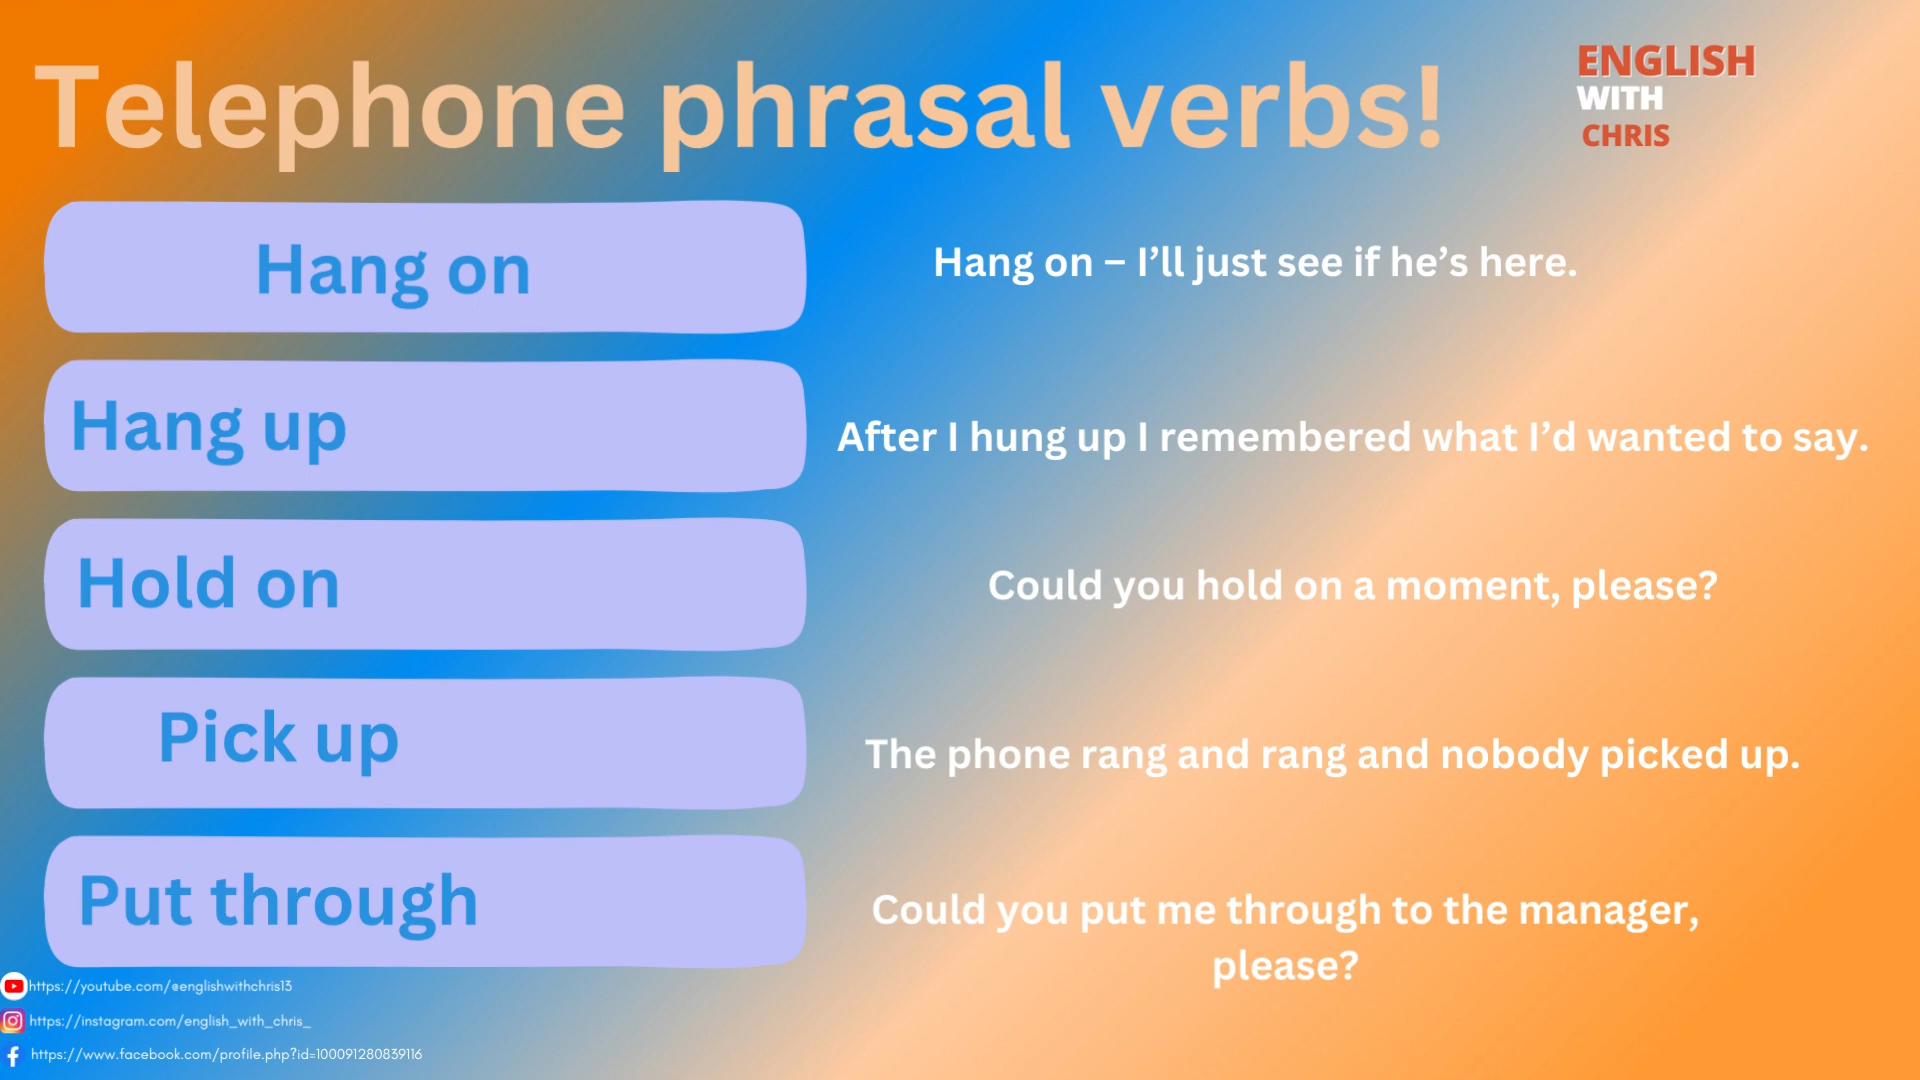 Telephone phrasal verbs!
ENGLISH
WITH
CHRIS
Hang on
Hang on – I’ll just see if he’s here.
Hang up
After I hung up I remembered what I’d wanted to say.
Hold on
Could you hold on a moment, please?
Pick up
The phone rang and rang and nobody picked up.
Put through
Could you put me through to the manager,
please?
https://youtube.com/@englishwithchris13
https://instagram.com/english_with_chris_
https://www.facebook.com/profile.php?id=100091280839116